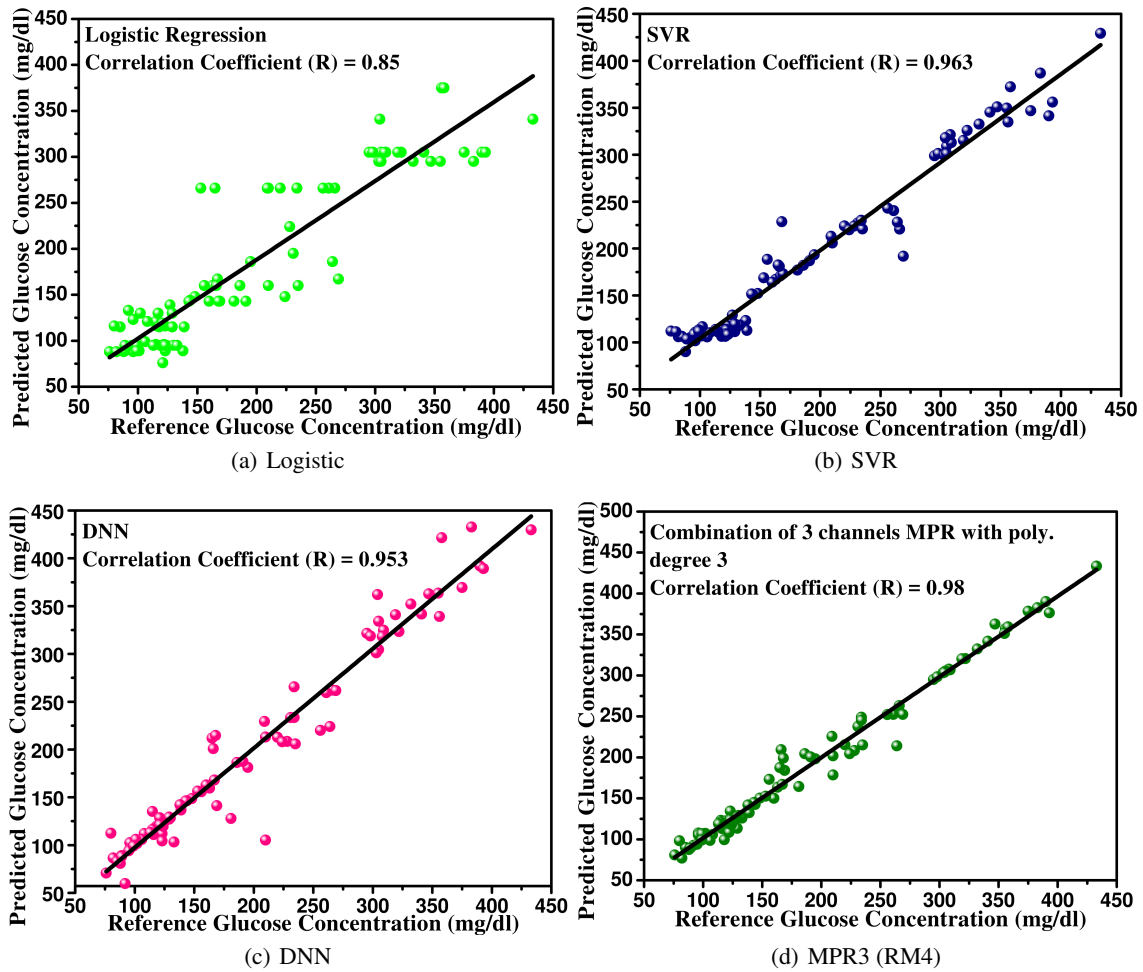 Logistic Regression
Correlation Coefficient (R) = 0.85
Predicted Glucose Concentration (mg/dl)
450
400
350
300
250
200
150
100
50
50 100 150 200 250 300 350 400 450
Reference Glucose Concentration (mg/dl)
(a) Logistic
SVR
Correlation Coefficient (R) = 0.963
Predicted Glucose Concentration (mg/dl)
450
400
350
300
250
200
150
100
50
50 100 150 200 250 300 350 400 450
Reference Glucose Concentration (mg/dl)
(b) SVR
DNN
Correlation Coefficient (R) = 0.953
Predicted Glucose Concentration (mg/dl)
450
400
350
300
250
200
150
100
50
50 100 150 200 250 300 350 400 450
Reference Glucose Concentration (mg/dl)
(c) DNN
Combination of 3 channels MPR with poly.
degree 3
Correlation Coefficient (R) = 0.98
Predicted Glucose Concentration (mg/dl)
500
450
400
350
300
250
200
150
100
50
50 100 150 200 250 300 350 400 450
Reference Glucose Concentration (mg/dl)
(d) MPR3 (RM4)